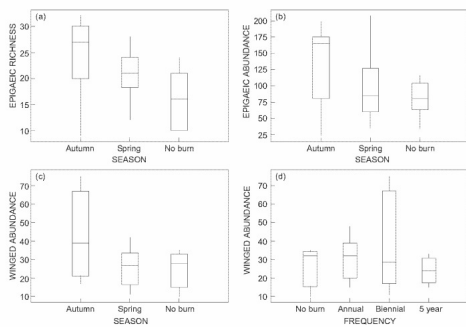 (a)
EPIGAEIC RICHNESS
30
25
20
15
10
Autumn Spring No burn
SEASON
(b)
EPIGAEIC ABUNDANCE
200
175
150
125
100
75
50
25
Autumn Spring No burn
SEASON
(c)
WINGED ABUNDANCE
70
60
50
40
30
20
10
Autumn Spring No burn
SEASON
(d)
WINGED ABUNDANCE
70
60
50
40
30
20
10
No burn Annual Biennial 5 year
FREQUENCY